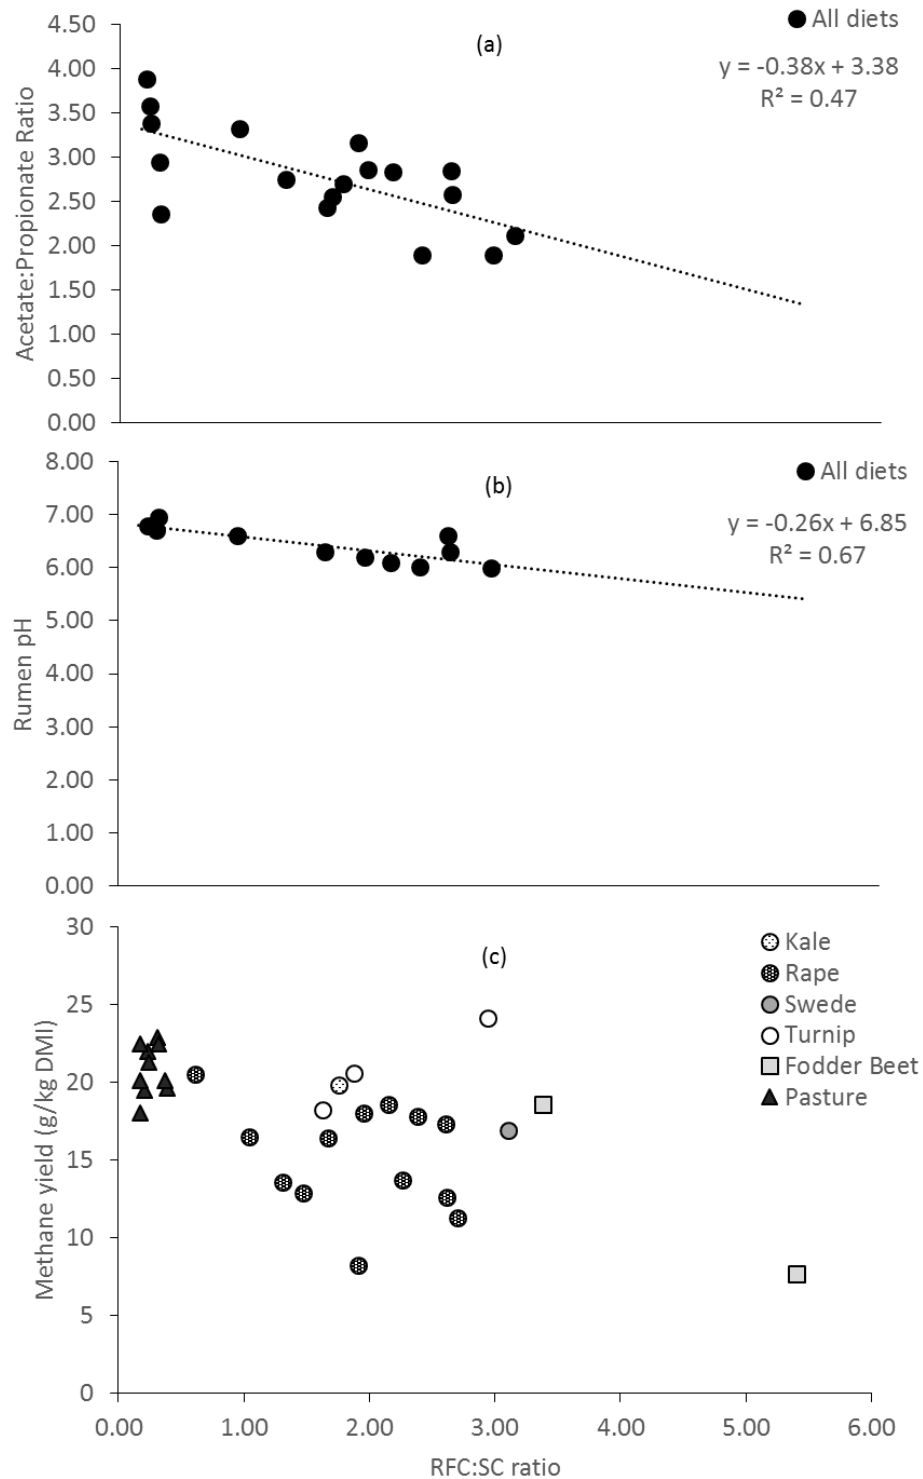 4.50
4.00
3.50
3.00
2.50
2.00
1.50
1.00
0.50
0.00
Acetate:Propionate Ratio
(a)
All diets
y = -0.38x + 3.38
R² = 0.47
8.00
7.00
6.00
5.00
4.00
3.00
2.00
1.00
0.00
Rumen pH
(b)
All diets
y = -0.26x + 6.85
R² = 0.67
30
25
20
15
10
5
0
Methane yield (g/kg DMI)
(c)
Kale
Rape
Swede
Turnip
Fodder Beet
Pasture
0.00 1.00 2.00 3.00 4.00 5.00 6.00
RFC:SC ratio